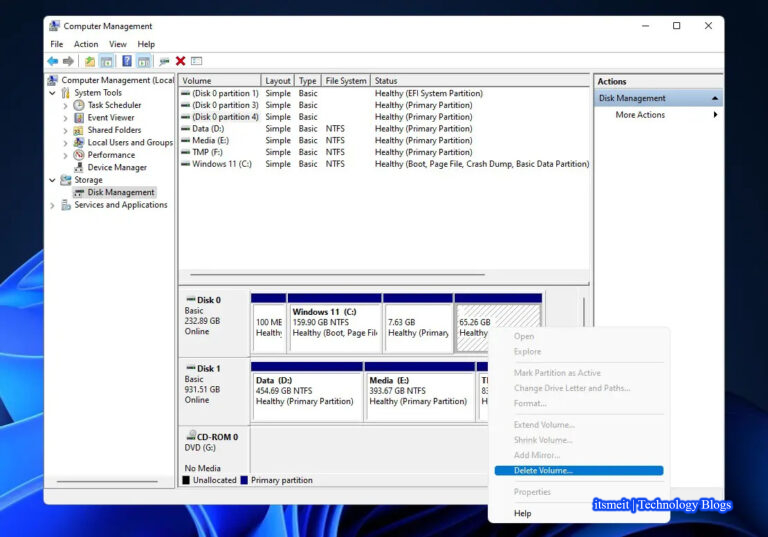 Computer Management
File Action View Help
Computer Management (Local
System Tools
Task Scheduler
Event Viewer
Shared Folders
Local Users and Groups
Performance
Device Manager
Storage
Disk Management
Services and Applications
Volume Layout Type File System Status
(Disk 0 partition 1) Simple Basic Healthy (EFI System Partition)
(Disk 0 partition 3) Simple Basic Healthy (Primary Partition)
(Disk 0 partition 4) Simple Basic Healthy (Primary Partition)
Data (D:) Simple Basic NTFS Healthy (Primary Partition)
Media (E:) Simple Basic NTFS Healthy (Primary Partition)
TMP (F:) Simple Basic NTFS Healthy (Primary Partition)
Windows 11 (C:) Simple Basic NTFS Healthy (Boot, Page File, Crash Dump, Basic Data Partition)
Actions
Disk Management
More Actions
Disk 0
Basic
232.89 GB
Online
100 ME
Healthy
Windows 11 (C:)
159.90 GB NTFS
Healthy (Boot, Page File
7.63 GB
Healthy (Primary
65.26 GB
Healthy
Disk 1
Basic
931.51 GB
Online
Data (D:)
454.69 GB NTFS
Healthy (Primary Partition)
Media (E:)
393.67 GB NTFS
Healthy (Primary Partition)
CD-ROM 0
DVD (G:)
No Media
Unallocated Primary partition
Open
Explore
Mark Partition as Active
Change Drive Letter and Paths...
Format...
Extend Volume...
Shrink Volume...
Add Mirror...
Delete Volume...
Properties
Help
itsmeit | Technology Blogs